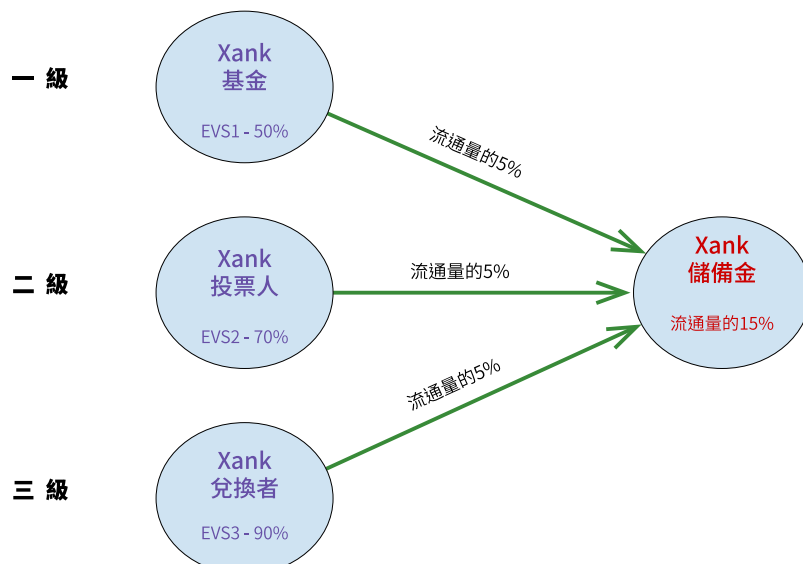 一 級
Xank
基金
EVS1 - 50%
流通量的5%
二 級
Xank
投票人
EVS2 - 70%
流通量的5%
Xank
儲備金
流通量的15%
三 級
Xank
兌換者
EVS3 - 90%
流通量的5%